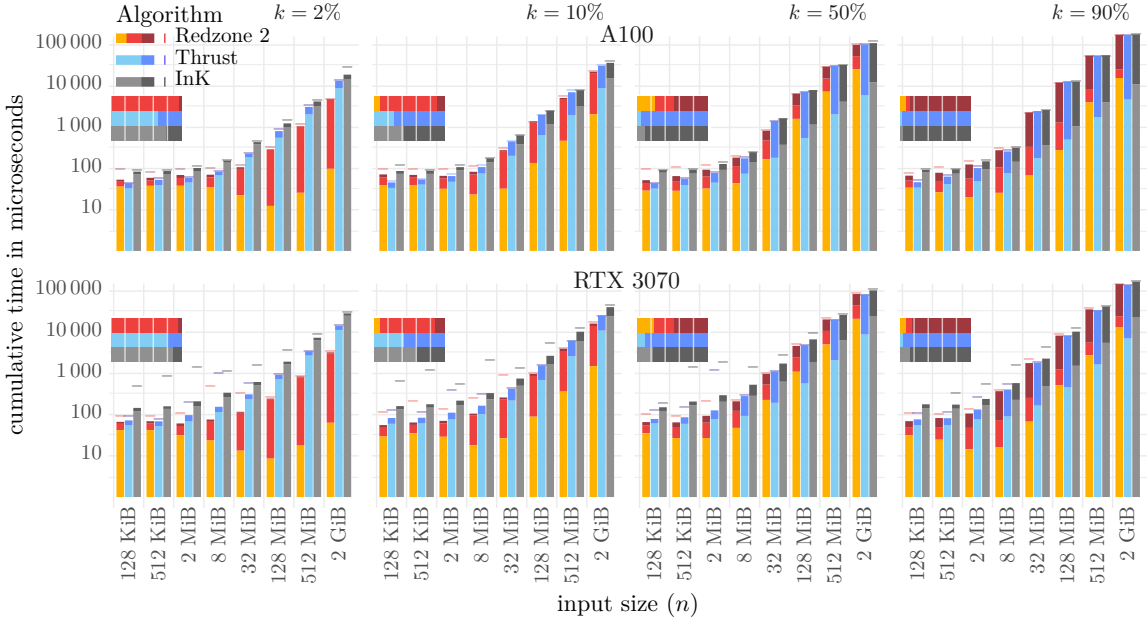 k = 2% k = 10% k = 50% k = 90%
Algorithm
Redzone 2
Thrust
InK
A100
100 000
10 000
1 000
100
10
RTX 3070
100 000
10 000
1 000
100
10
cumulative time in microseconds
128 KiB 512 KiB 2 MiB 8 MiB 32 MiB 128 MiB 512 MiB 2 GiB
128 KiB 512 KiB 2 MiB 8 MiB 32 MiB 128 MiB 512 MiB 2 GiB
128 KiB 512 KiB 2 MiB 8 MiB 32 MiB 128 MiB 512 MiB 2 GiB
128 KiB 512 KiB 2 MiB 8 MiB 32 MiB 128 MiB 512 MiB 2 GiB
input size (n)